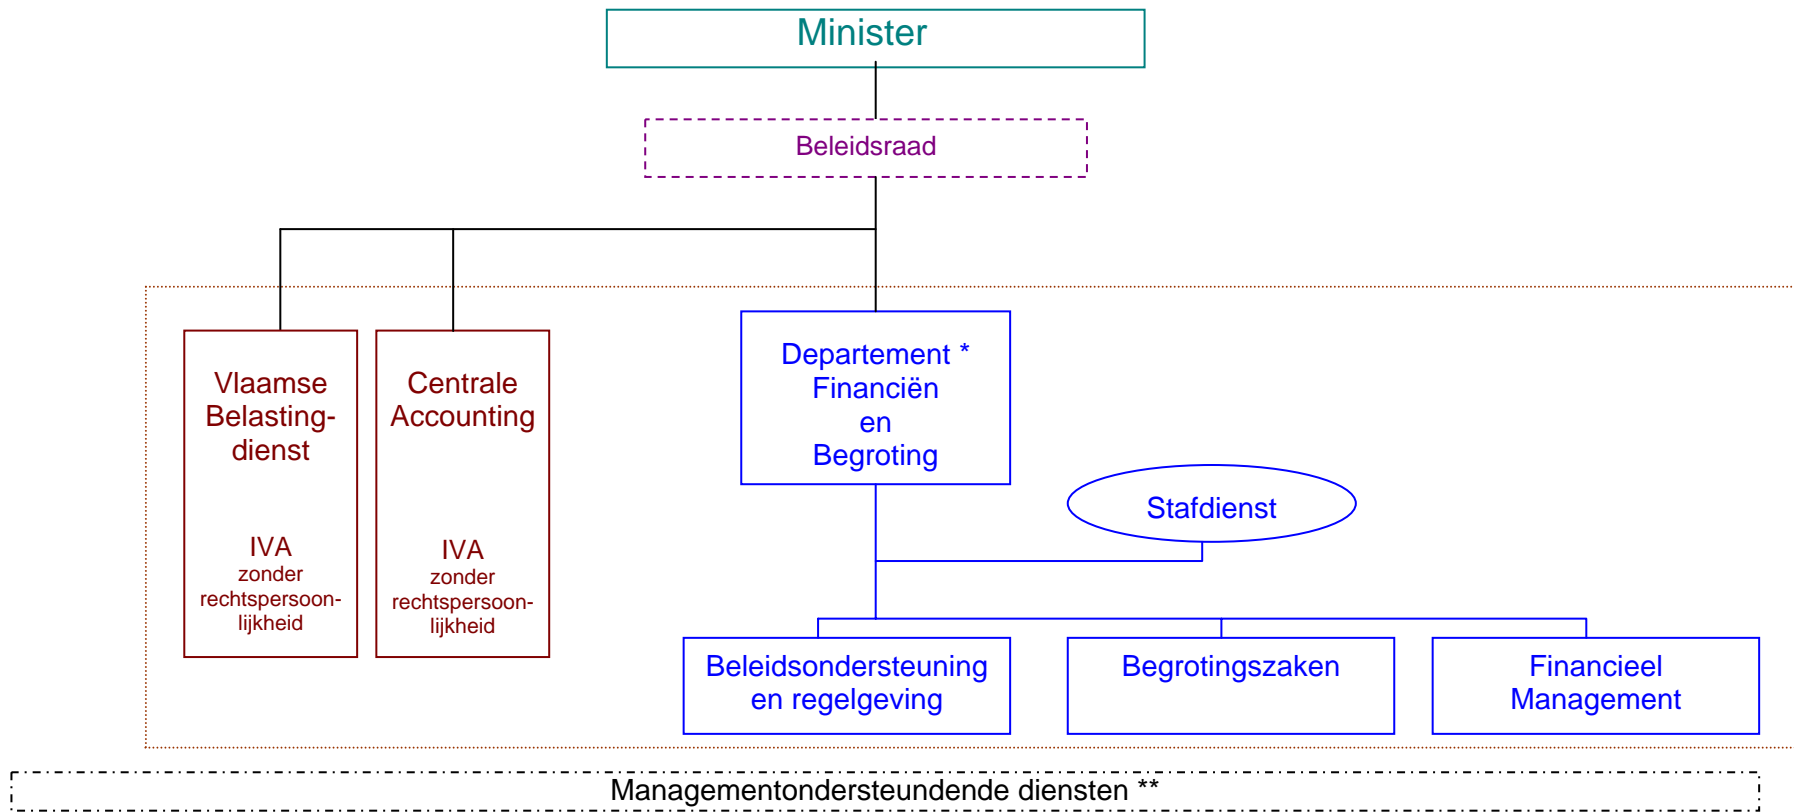 Minister
Beleidsraad
Vlaamse
Belasting-
dienst
IVA
zonder
rechtspersoon-
lijkheid
Centrale
Accounting
IVA
zonder
rechtspersoon-
lijkheid
Departement *
Financiën
en
Begroting
Stafdienst
Beleidsondersteuning
en regelgeving
Begrotingszaken
Financieel
Management
Managementondersteundende diensten **